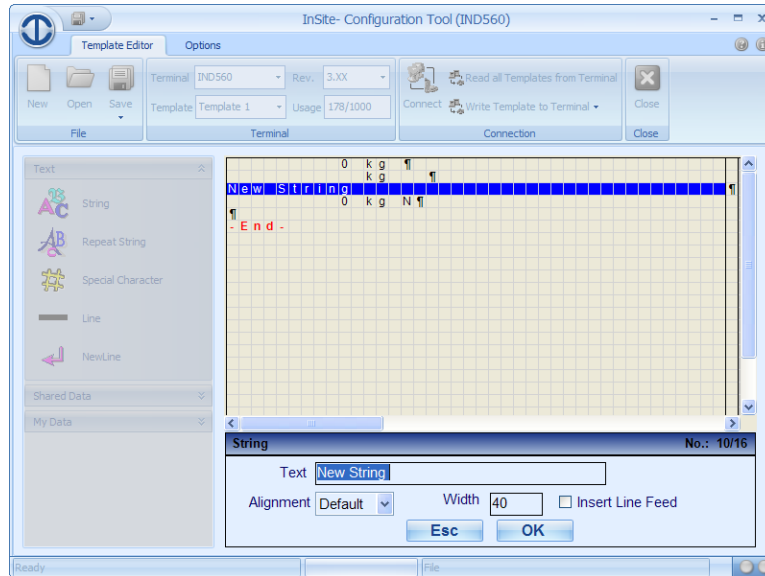 InSite- Configuration Tool (IND560)
Template Editor Options
Terminal IND560 Rev. 3.XX
Read all Templates from Terminal
New Open Save Template Template 1 Usage 178/1000 Connect Write Template to Terminal Close
File Terminal Connection Close
Text
String
Repeat String
Special Character
Line
NewLine
Shared Data
My Data
0 kg ¶
kg ¶
New String ¶
0 kg N¶
¶
-End-
String No.: 10/16
Text New String
Alignment Default Width 40 Insert Line Feed
Esc OK
Ready File